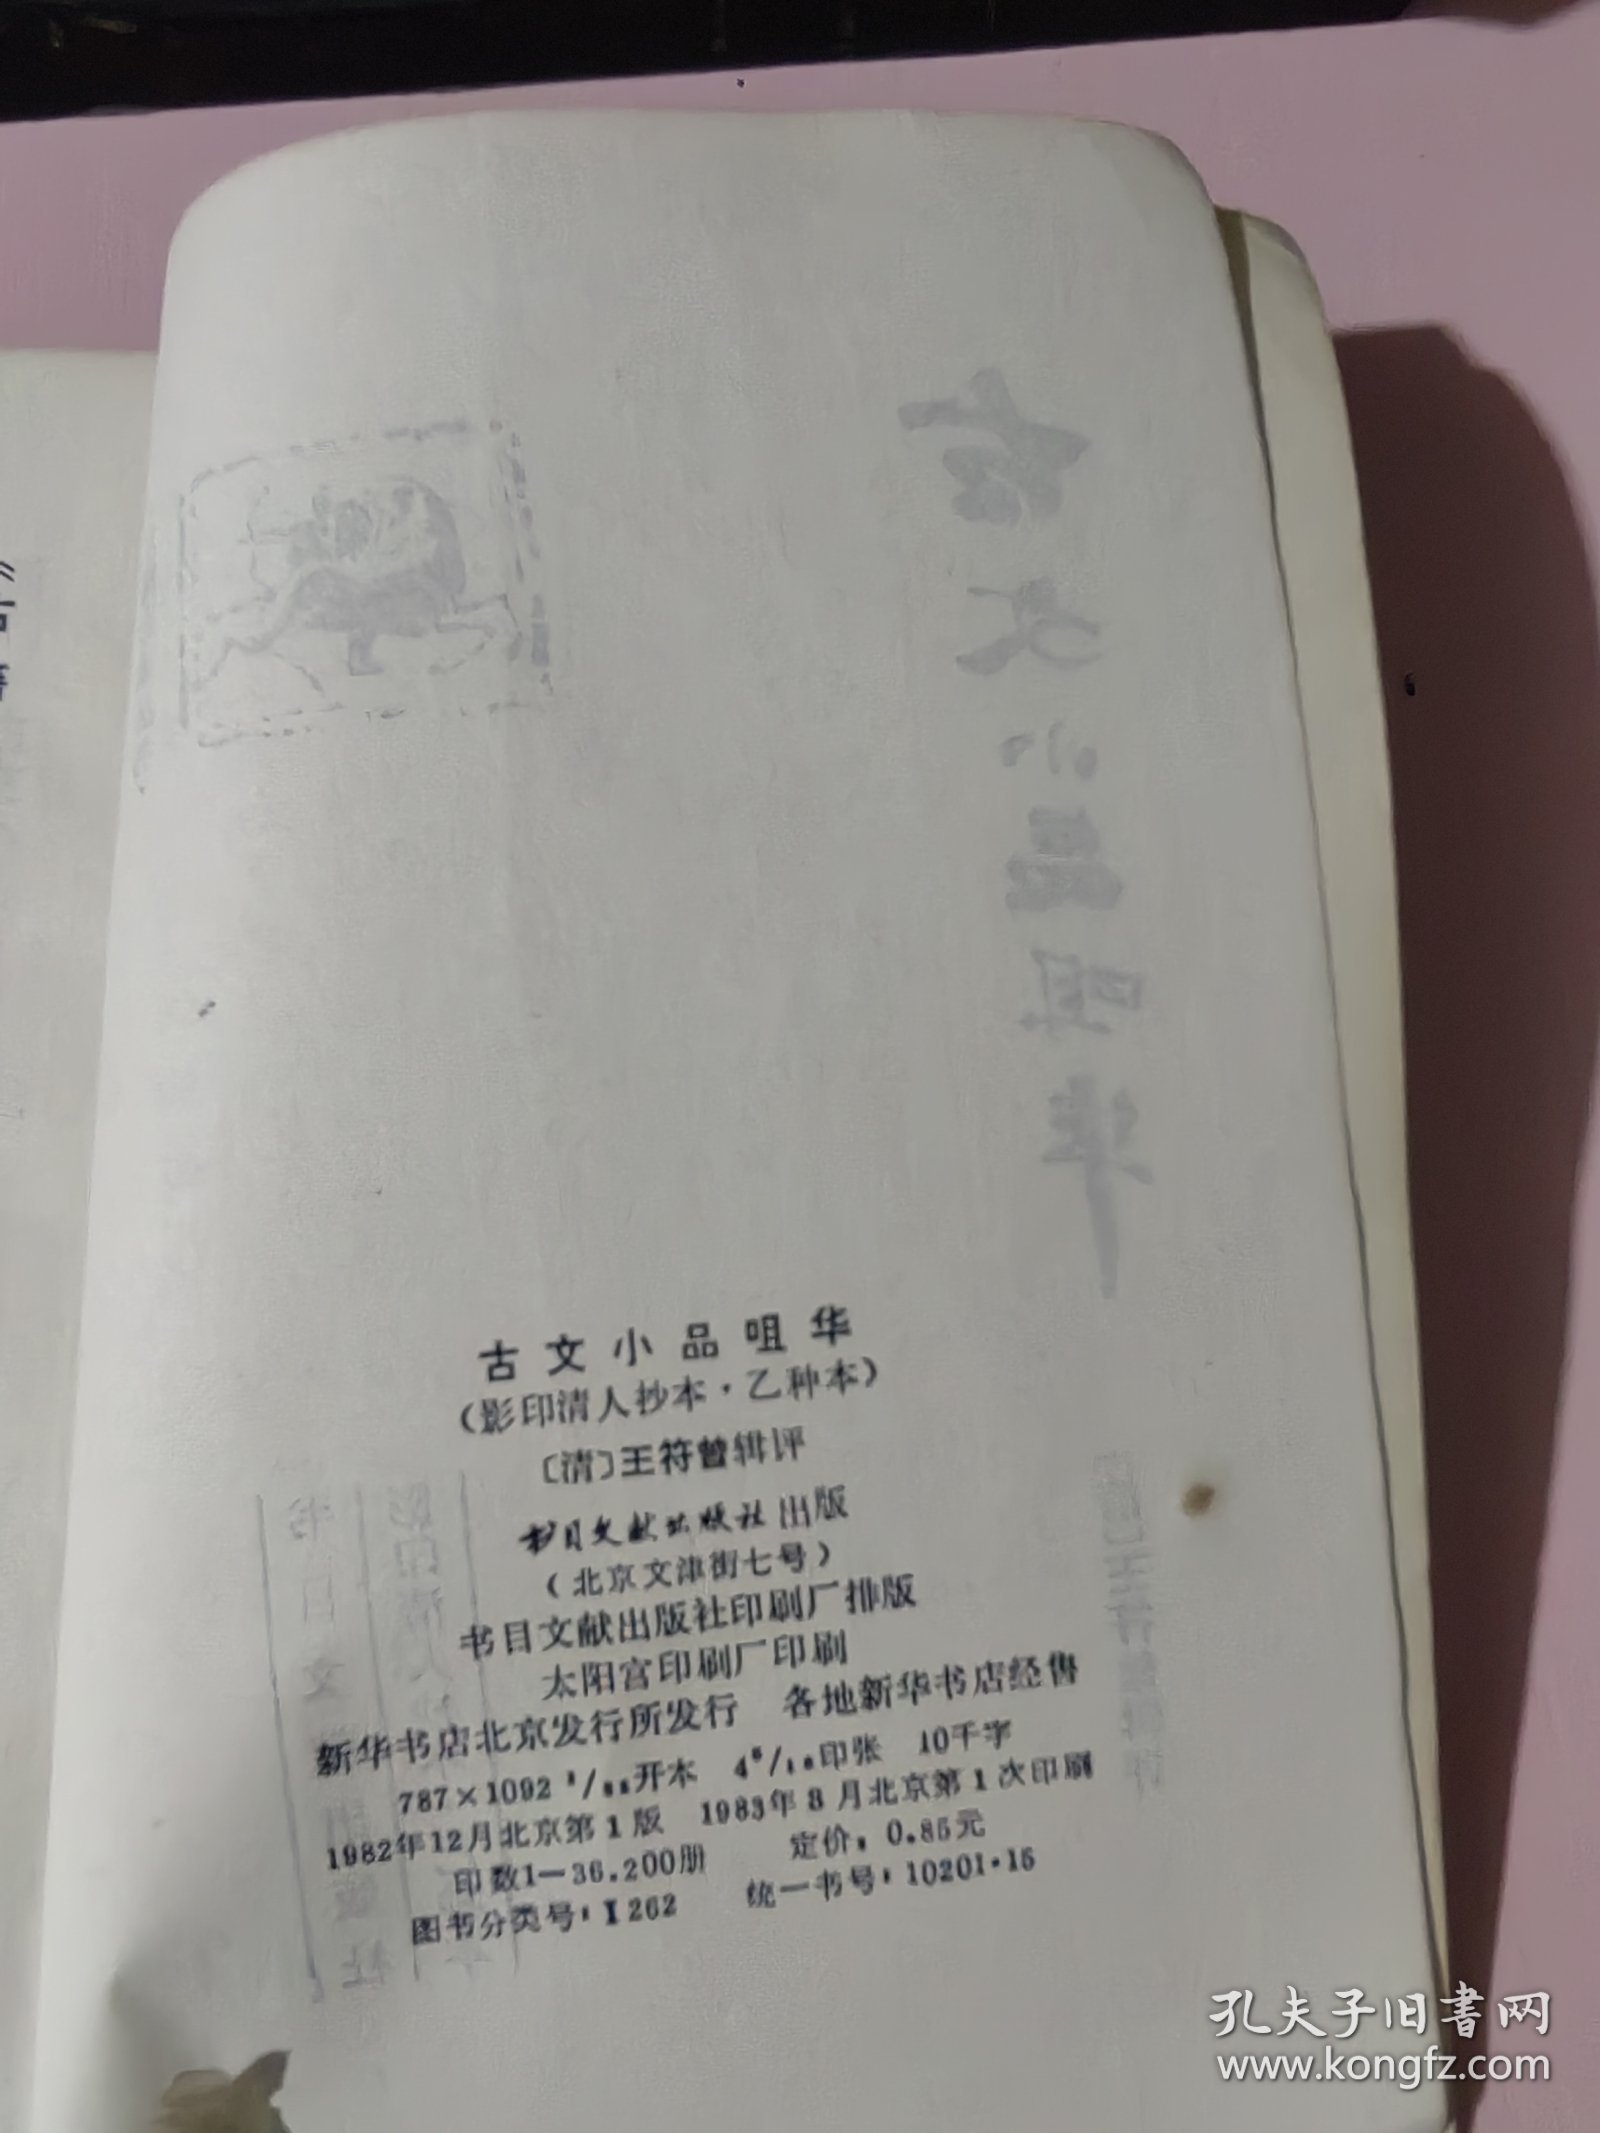 古文小品咀华
(影印清人抄本·乙种本)
〔清〕王符曾辑评
书目文献出版社出版
(北京文津街七号)
书目文献出版社印刷厂排版
太阳宫印刷厂印刷
新华书店北京发行所发行 各地新华书店经售
787×1092 开本 印张 10千字
1982年12月北京第1版 1983年8月北京第1次印刷
印数1—36,200册 定价:0.85元
图书分类号:I262 统一书号:10201·15
孔夫子旧書网
www.kongfz.com